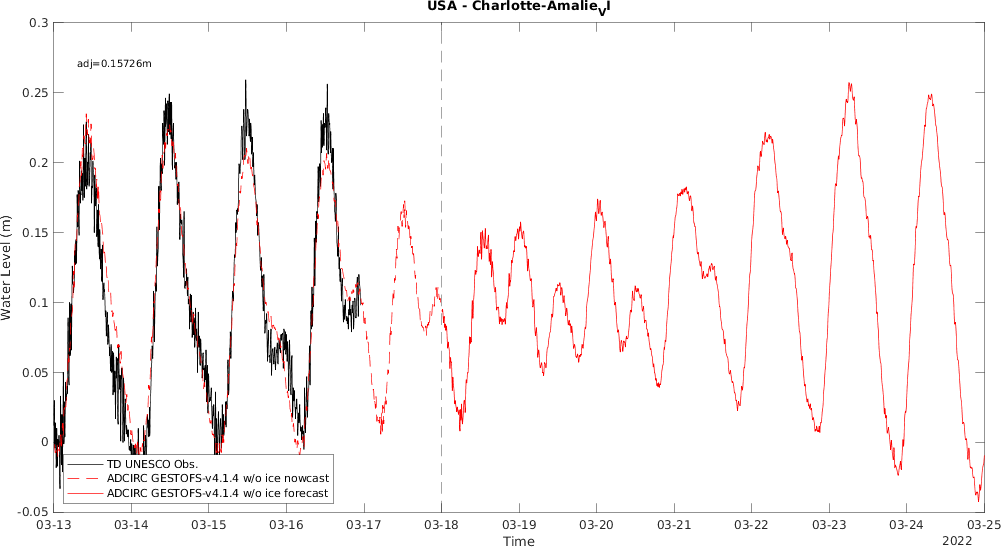 USA - Charlotte-Amalie_VI
adj=0.15726m
0.3
0.25
0.2
0.15
0.1
0.05
0
-0.05
Water Level (m)
TD UNESCO Obs.
ADCIRC GESTOFS-v4.1.4 w/o ice nowcast
ADCIRC GESTOFS-v4.1.4 w/o ice forecast
03-13 03-14 03-15 03-16 03-17 03-18 03-19 03-20 03-21 03-22 03-23 03-24 03-25
Time
2022